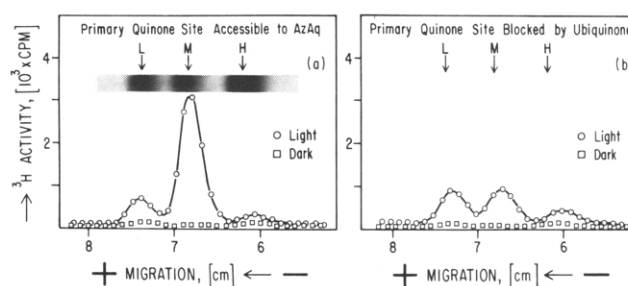 Primary Quinone Site Accessible to AzAq
L M H
(a)
4
2
○ Light
□ Dark
→ ³H ACTIVITY, [10³ x CPM]
8 7 6
+ MIGRATION, [cm] ← −
Primary Quinone Site Blocked by Ubiquinone
L M H
(b)
4
2
○ Light
□ Dark
8 7 6
+ MIGRATION, [cm] ← −